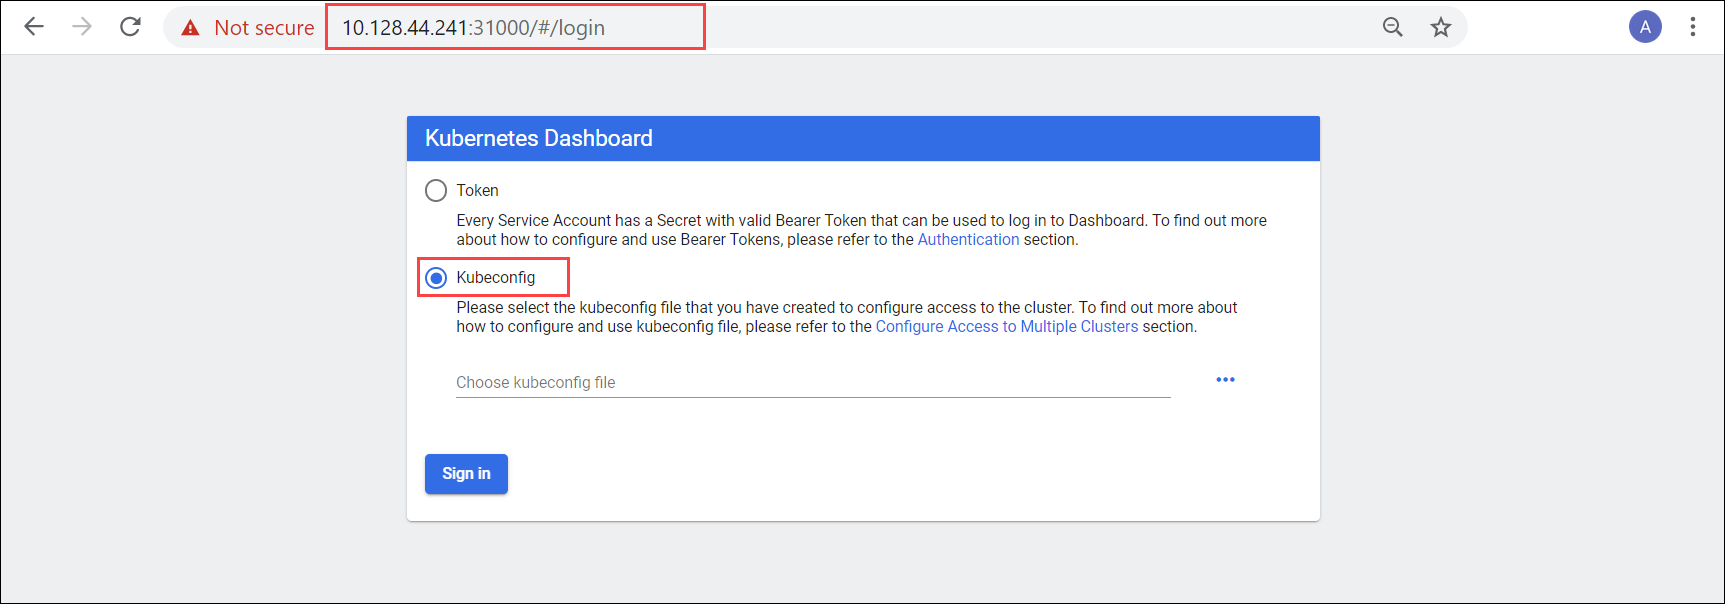 Not secure 10.128.44.241:31000/#/login A
Kubernetes Dashboard
Token
Every Service Account has a Secret with valid Bearer Token that can be used to log in to Dashboard. To find out more
about how to configure and use Bearer Tokens, please refer to the Authentication section.
Kubeconfig
Please select the kubeconfig file that you have created to configure access to the cluster. To find out more about
how to configure and use kubeconfig file, please refer to the Configure Access to Multiple Clusters section.
Choose kubeconfig file
Sign in